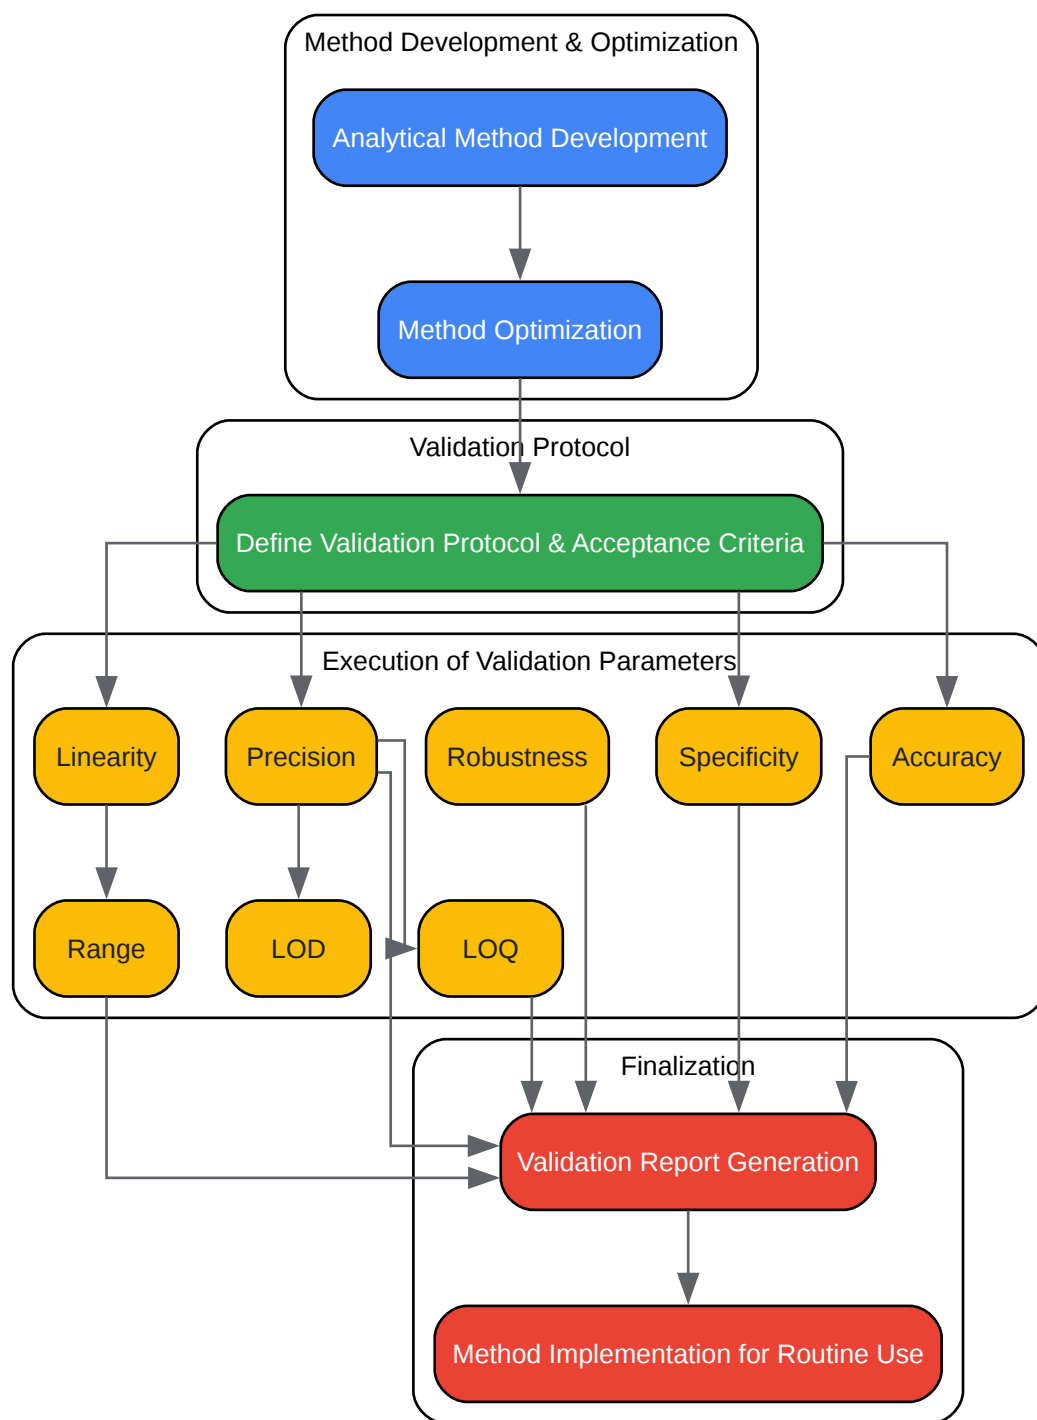 Method Development & Optimization
Analytical Method Development
Method Optimization
Validation Protocol
Define Validation Protocol & Acceptance Criteria
Execution of Validation Parameters
Linearity
Precision
Robustness
Specificity
Accuracy
Range
LOD
LOQ
Finalization
Validation Report Generation
Method Implementation for Routine Use